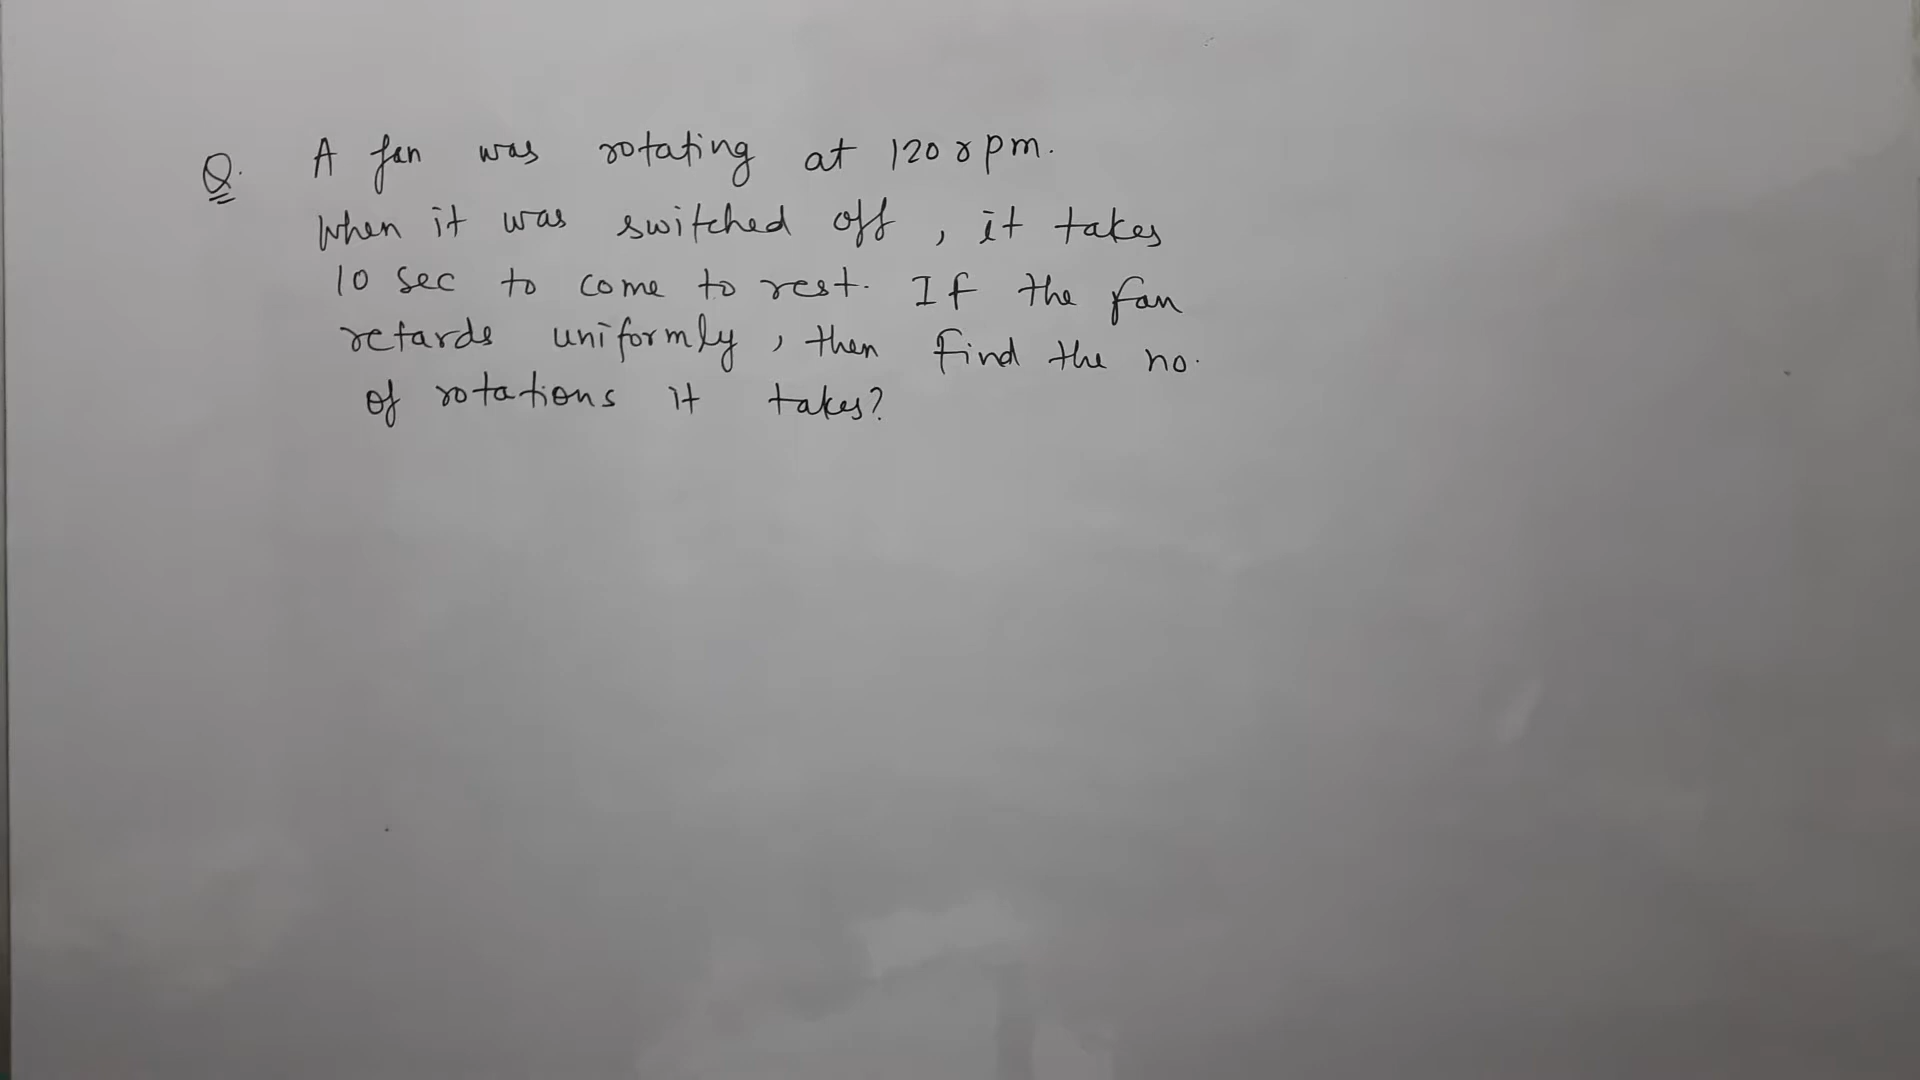 Q. A fan was rotating at 120 rpm.
When it was switched off, it takes
10 sec to come to rest. If the fan
retards uniformly, then find the no.
of rotations it takes?